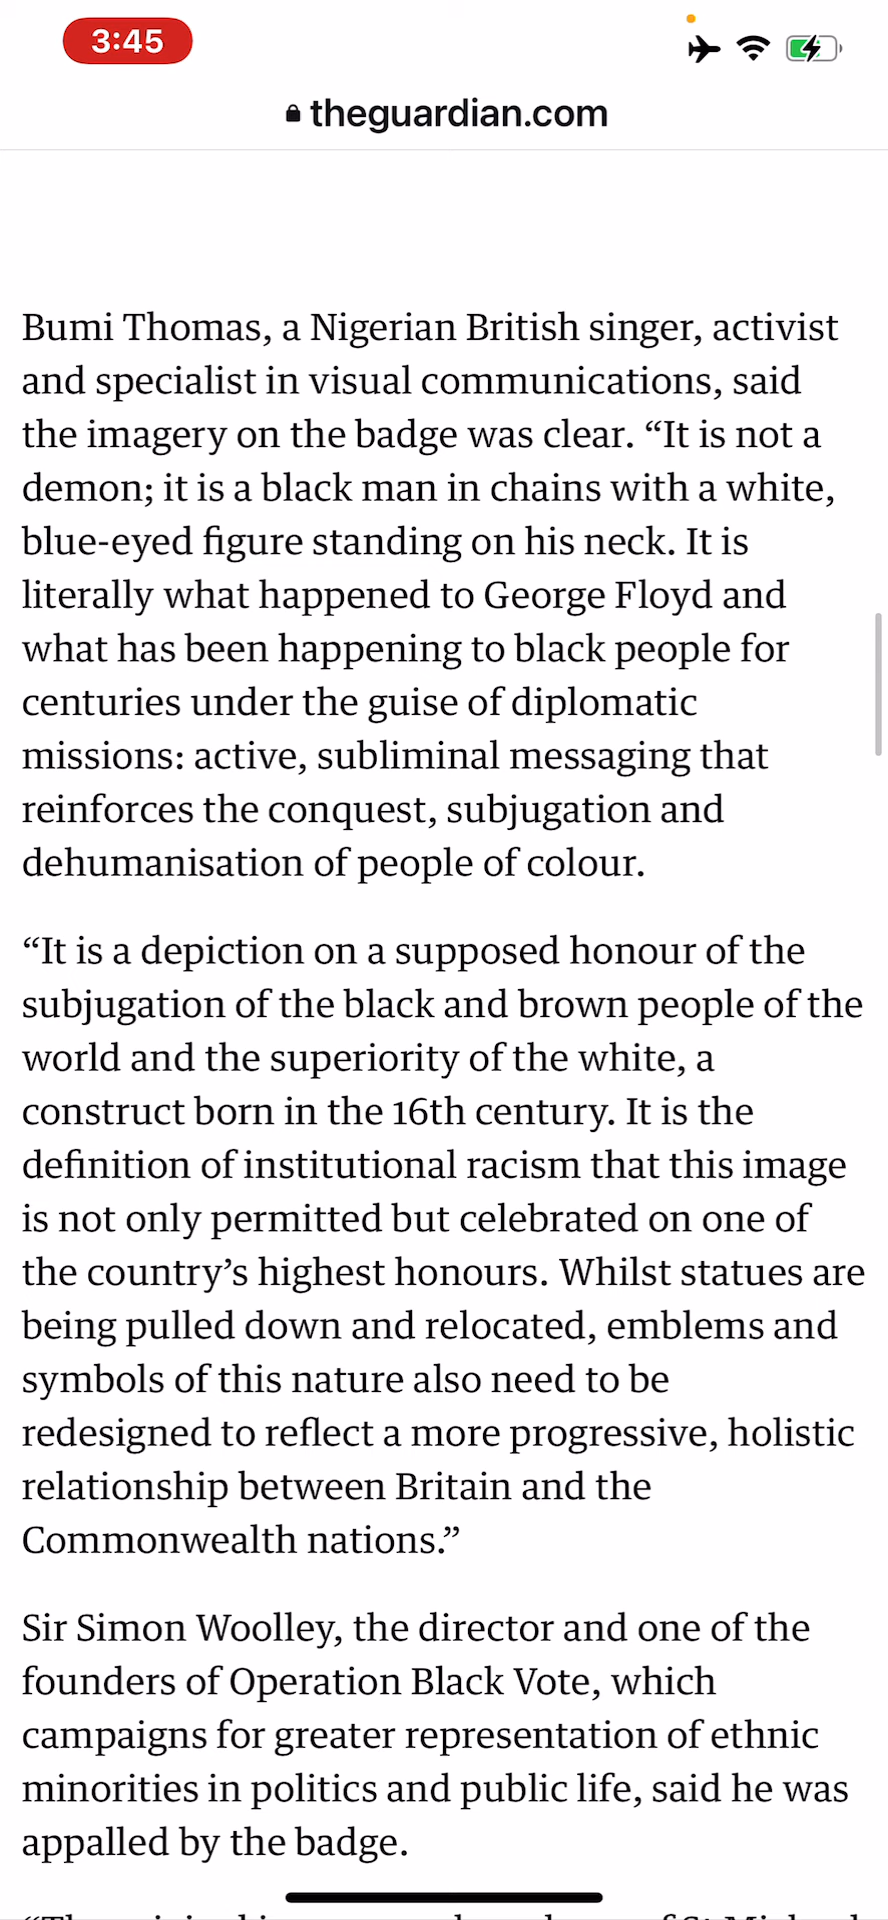 3:45
theguardian.com
Bumi Thomas, a Nigerian British singer, activist
and specialist in visual communications, said
the imagery on the badge was clear. “It is not a
demon; it is a black man in chains with a white,
blue-eyed figure standing on his neck. It is
literally what happened to George Floyd and
what has been happening to black people for
centuries under the guise of diplomatic
missions: active, subliminal messaging that
reinforces the conquest, subjugation and
dehumanisation of people of colour.
“It is a depiction on a supposed honour of the
subjugation of the black and brown people of the
world and the superiority of the white, a
construct born in the 16th century. It is the
definition of institutional racism that this image
is not only permitted but celebrated on one of
the country’s highest honours. Whilst statues are
being pulled down and relocated, emblems and
symbols of this nature also need to be
redesigned to reflect a more progressive, holistic
relationship between Britain and the
Commonwealth nations.”
Sir Simon Woolley, the director and one of the
founders of Operation Black Vote, which
campaigns for greater representation of ethnic
minorities in politics and public life, said he was
appalled by the badge.